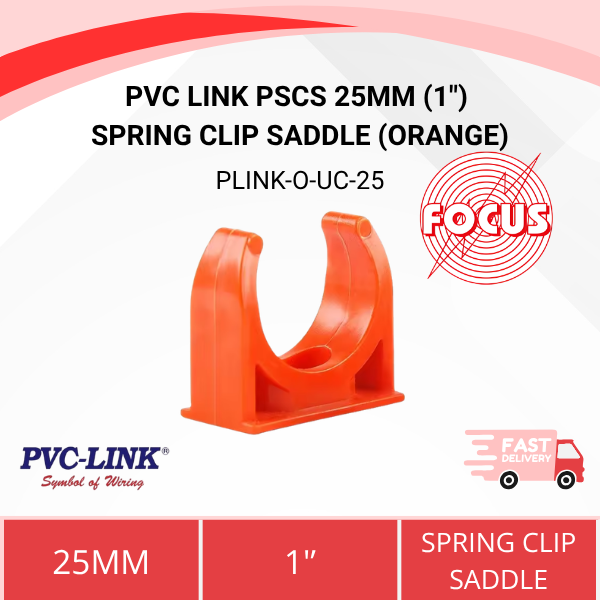 PVC LINK PSCS 25MM (1")
SPRING CLIP SADDLE (ORANGE)
PLINK-O-UC-25
FOCUS
PVC-LINK®
Symbol of Wiring
FAST
DELIVERY
25MM
1"
SPRING CLIP
SADDLE